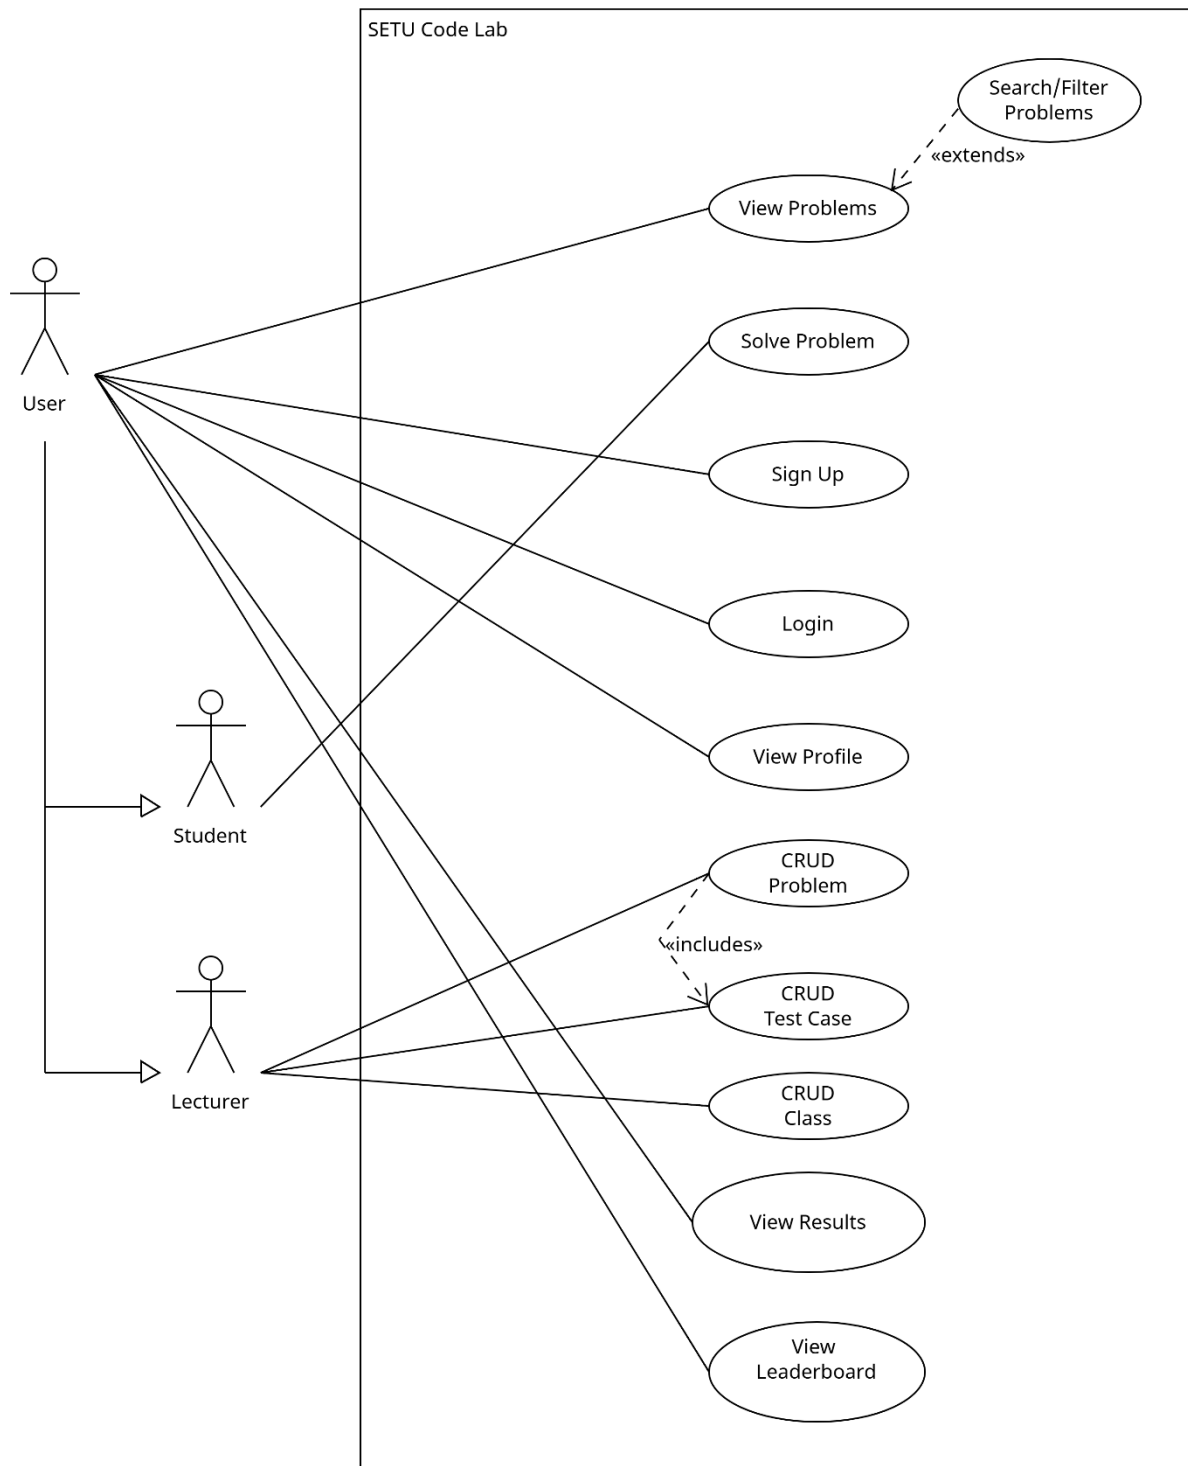 SETU Code Lab
Search/Filter
Problems
«extends»
View Problems
Solve Problem
User
Sign Up
Login
View Profile
Student
CRUD
Problem
«includes»
CRUD
Test Case
Lecturer
CRUD
Class
View Results
View
Leaderboard